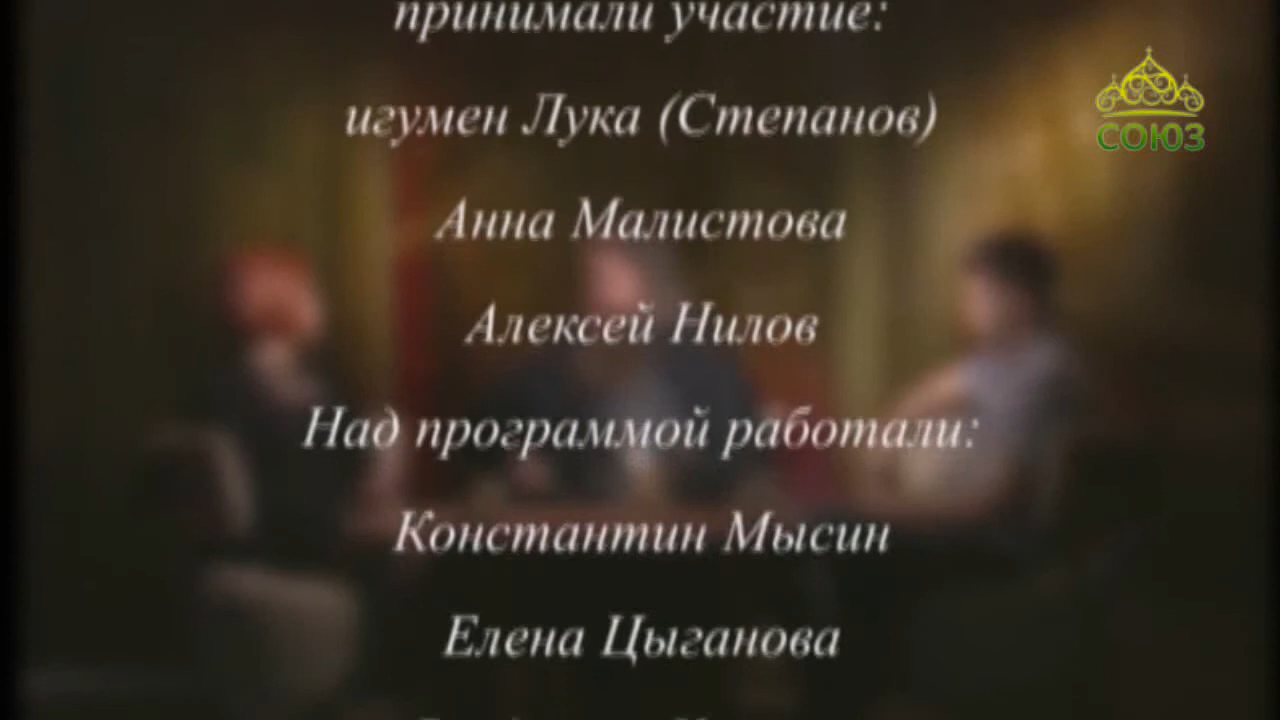 принимали участие:
СОЮЗ
игумен Лука (Степанов)
Анна Малистова
Алексей Нилов
Над программой работали:
Константин Мысин
Елена Цыганова